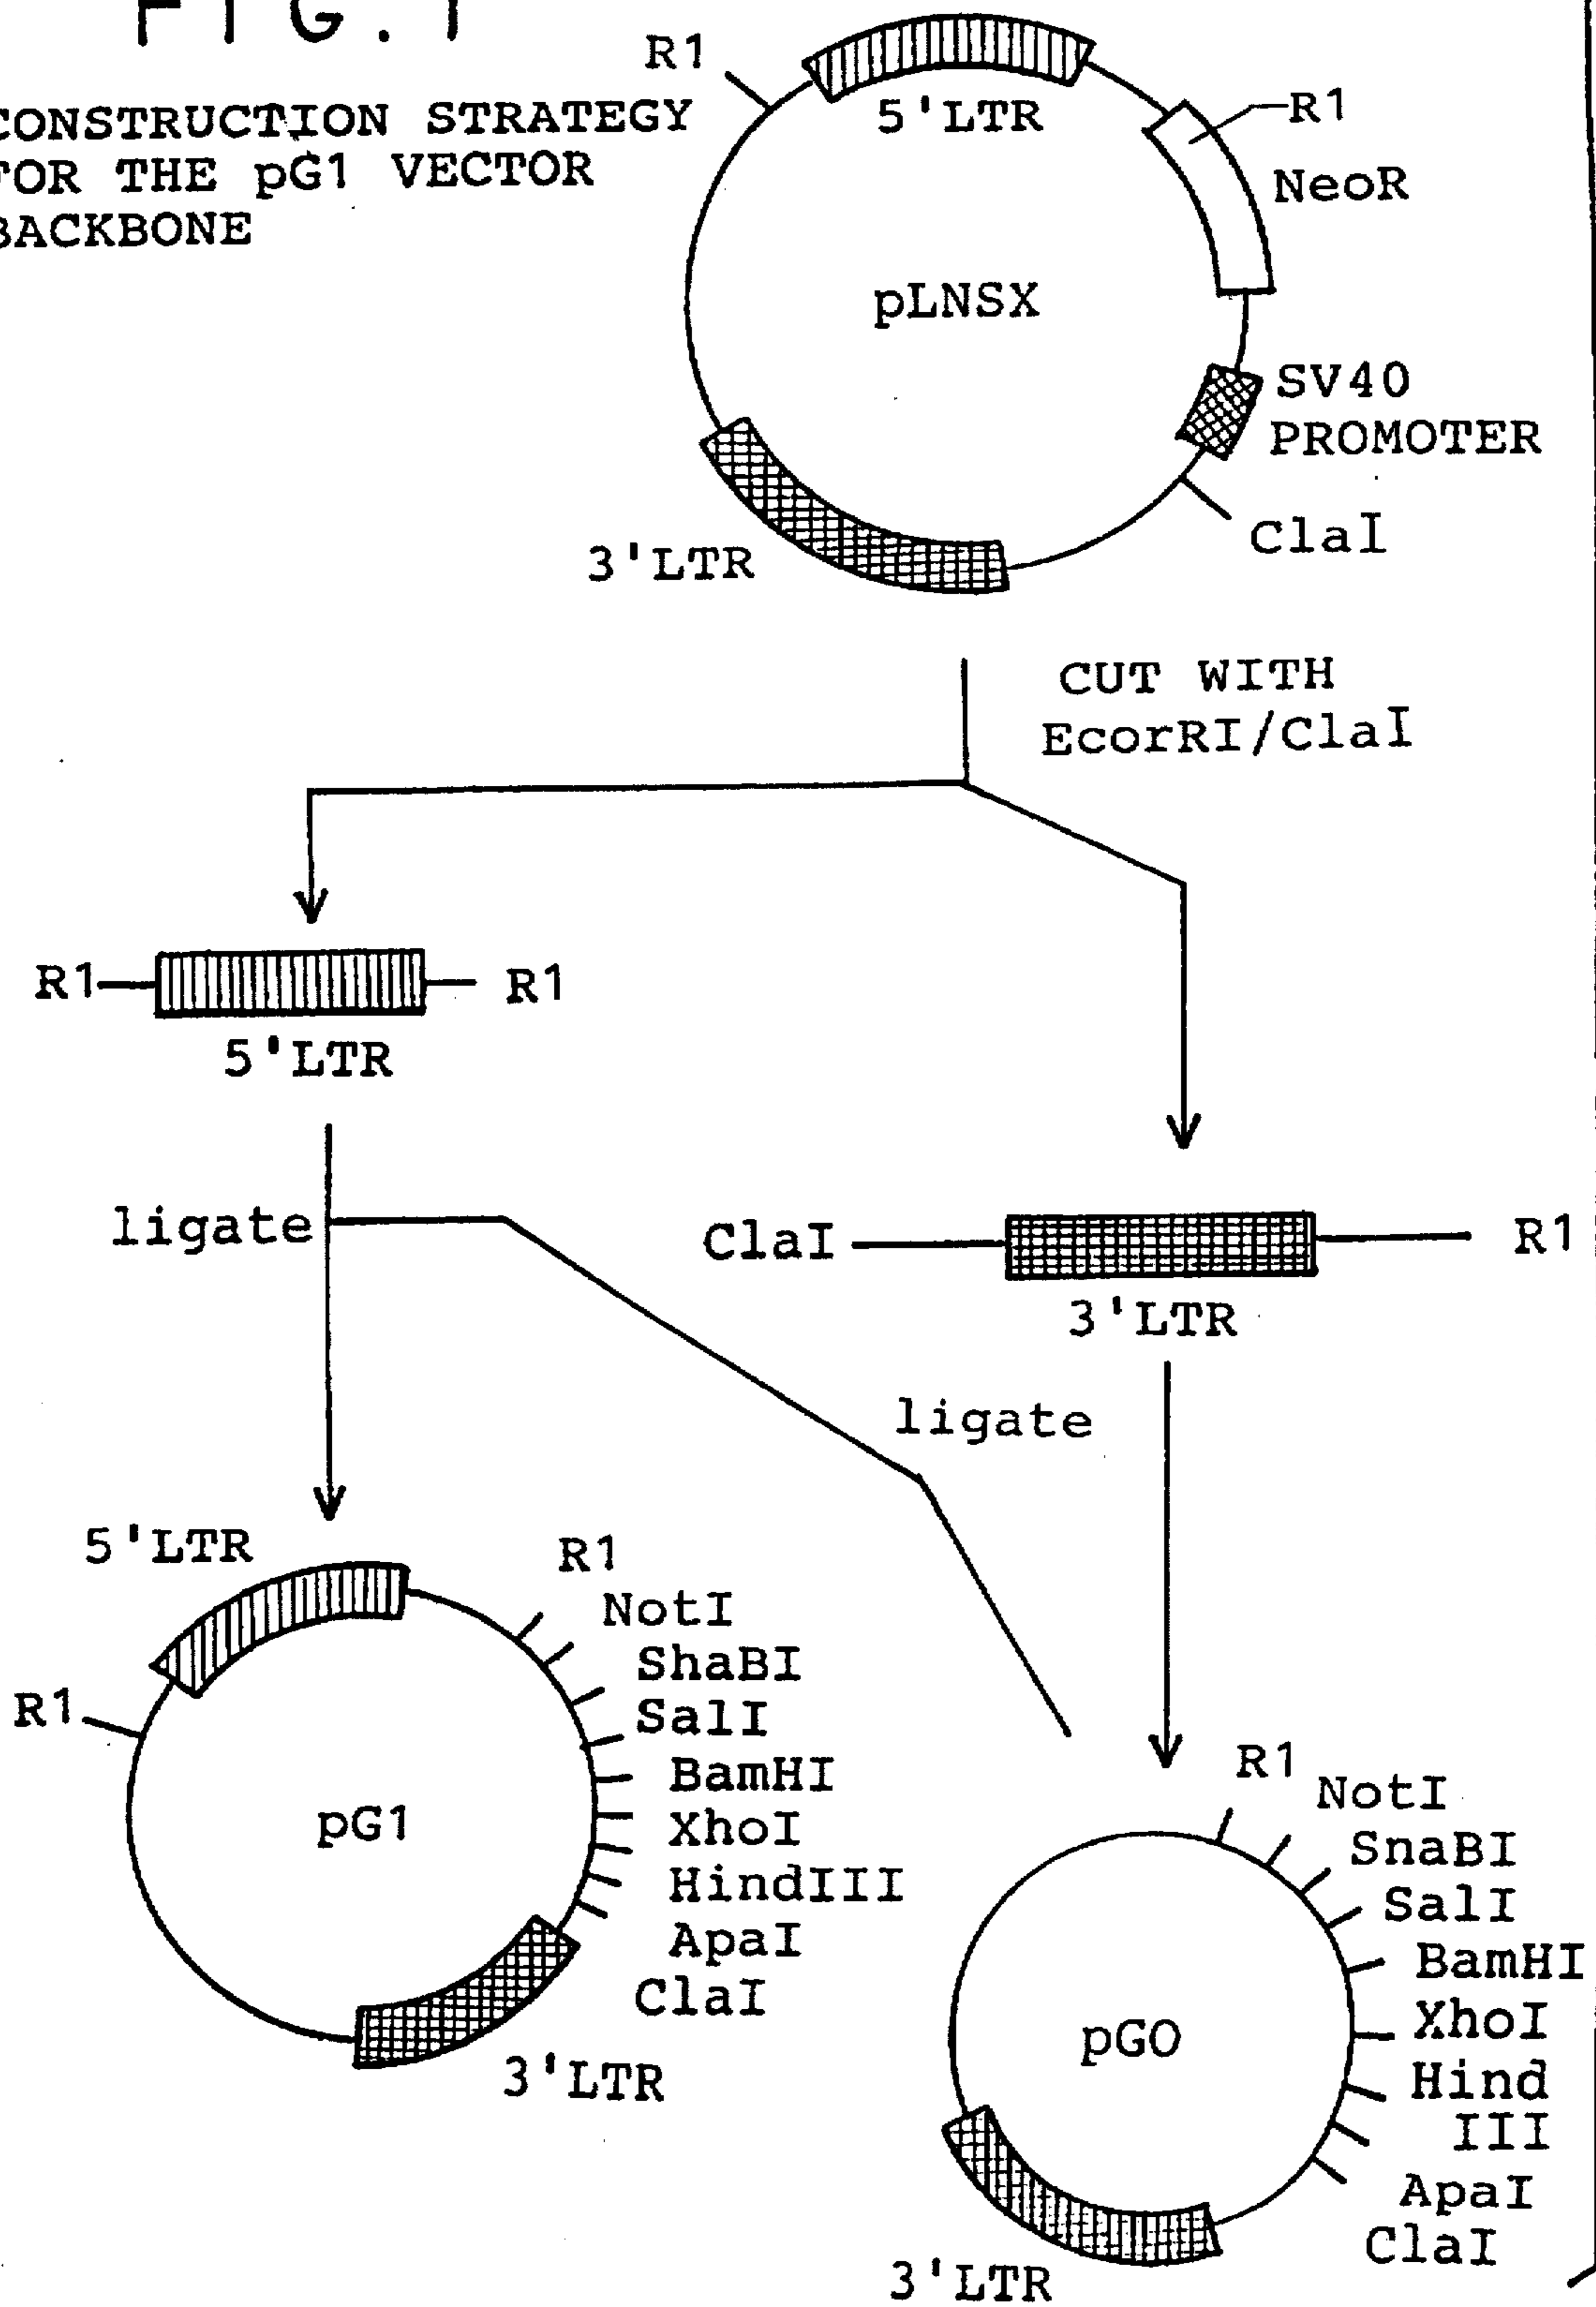 FIG. 1
CONSTRUCTION STRATEGY
FOR THE pG1 VECTOR
BACKBONE
R1
5'LTR
R1
NeoR
pLNSX
SV40
PROMOTER
ClaI
3'LTR
CUT WITH
EcorRI/ClaI
R1
R1
5'LTR
ligate
ClaI
R1
3'LTR
ligate
5'LTR
R1
NotI
ShaBI
SalI
BamHI
XhoI
HindIII
ApaI
ClaI
R1
pG1
3'LTR
R1
NotI
SnaBI
SalI
BamHI
XhoI
Hind
III
ApaI
ClaI
pGO
3'LTR